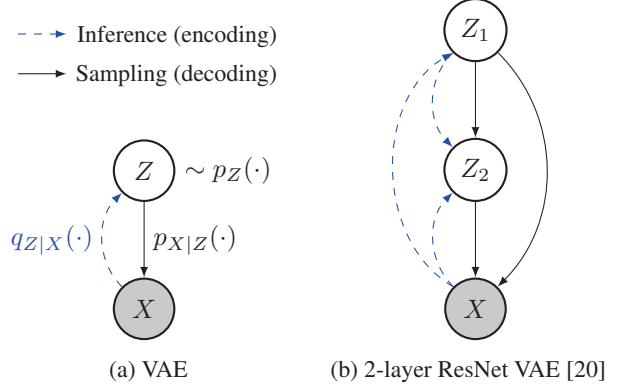 Inference (encoding)
Sampling (decoding)
Z ∼ p_Z(·)
q_{Z|X}(·) p_{X|Z}(·)
X
(a) VAE
Z_1
Z_2
X
(b) 2-layer ResNet VAE [20]